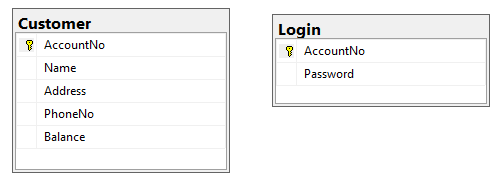 Customer
AccountNo
Name
Address
PhoneNo
Balance
Login
AccountNo
Password